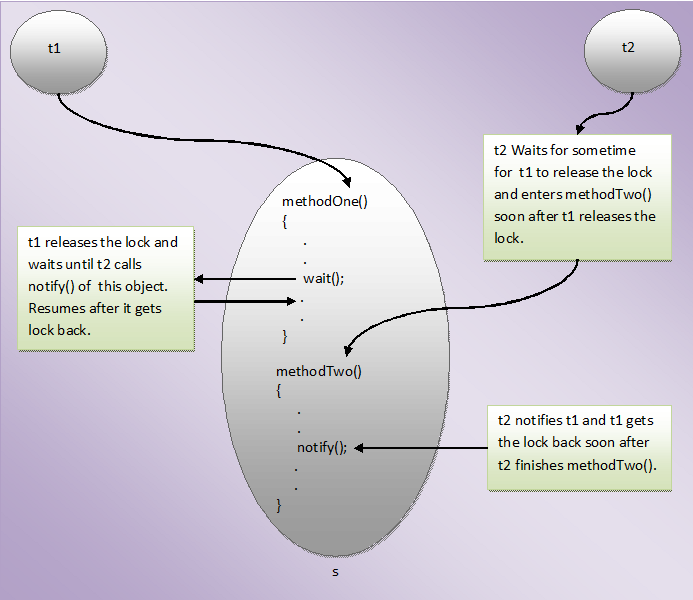 t1
t2
t2 Waits for sometime
for t1 to release the lock
and enters methodTwo()
soon after t1 releases the
lock.
methodOne()
{
.
.
wait();
.
.
}
t1 releases the lock and
waits until t2 calls
notify() of this object.
Resumes after it gets
lock back.
methodTwo()
{
.
.
notify();
.
.
}
t2 notifies t1 and t1 gets
the lock back soon after
t2 finishes methodTwo().
s